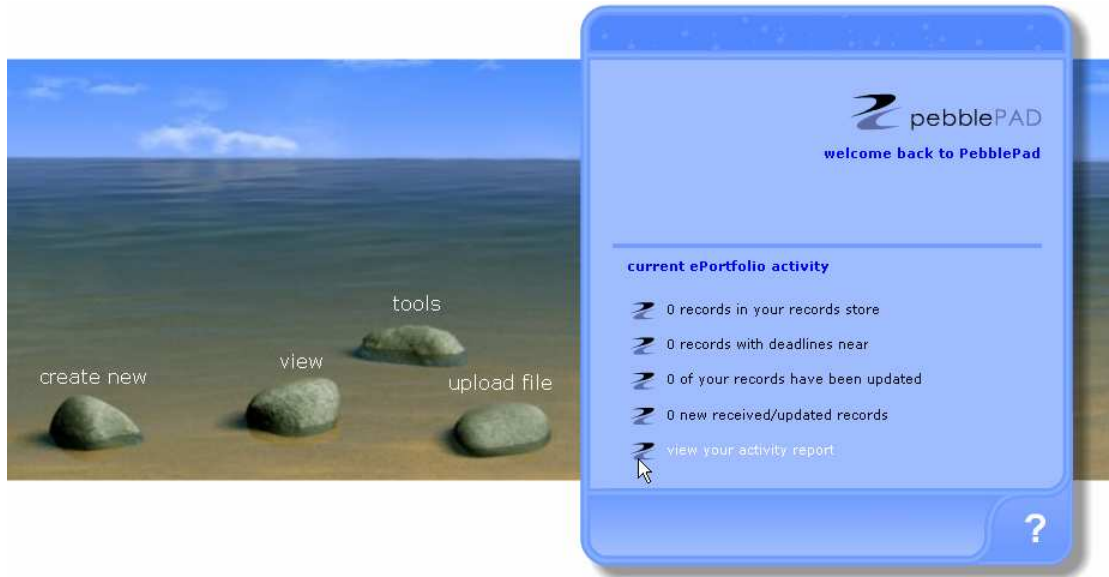 pebblePAD
welcome back to PebblePad
current ePortfolio activity
0 records in your records store
0 records with deadlines near
0 of your records have been updated
0 new received/updated records
view your activity report
?
tools
view
create new
upload file